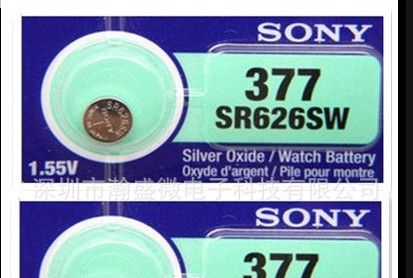 SONY
377
SR626SW
SR626SW
1.55V
Silver Oxide / Watch Battery
Oxyde d'argent / Pile pour montre
深圳市瀚盛微电子科技有限公司
SONY
377